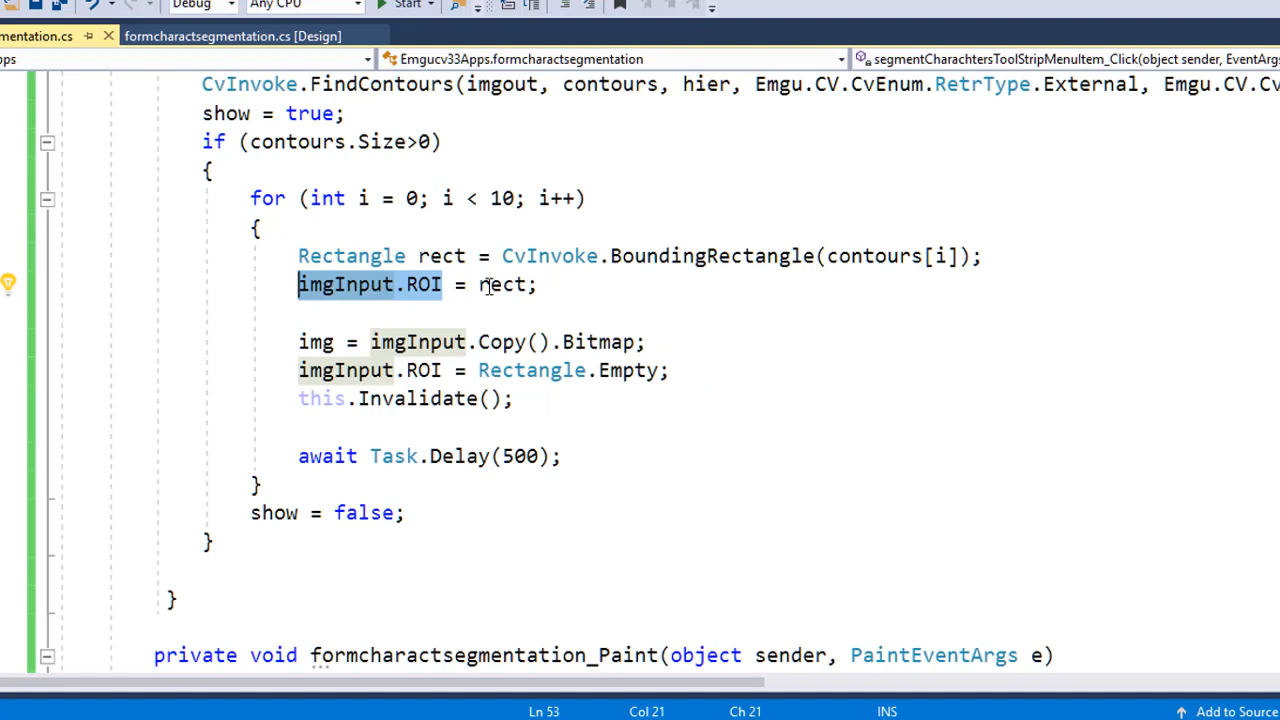 Debug Any CPU Start
mentation.cs formcharactsegmentation.cs [Design]
pps Emgucv33Apps.formcharactsegmentation segmentCharachtersToolStripMenuItem_Click(object sender, EventArgs
CvInvoke.FindContours(imgout, contours, hier, Emgu.CV.CvEnum.RetrType.External, Emgu.CV.Cv
show = true;
if (contours.Size>0)
{
for (int i = 0; i < 10; i++)
{
Rectangle rect = CvInvoke.BoundingRectangle(contours[i]);
imgInput.ROI = rect;
img = imgInput.Copy().Bitmap;
imgInput.ROI = Rectangle.Empty;
this.Invalidate();
await Task.Delay(500);
}
show = false;
}
}
private void formcharactsegmentation_Paint(object sender, PaintEventArgs e)
Ln 53 Col 21 Ch 21 INS Add to Source